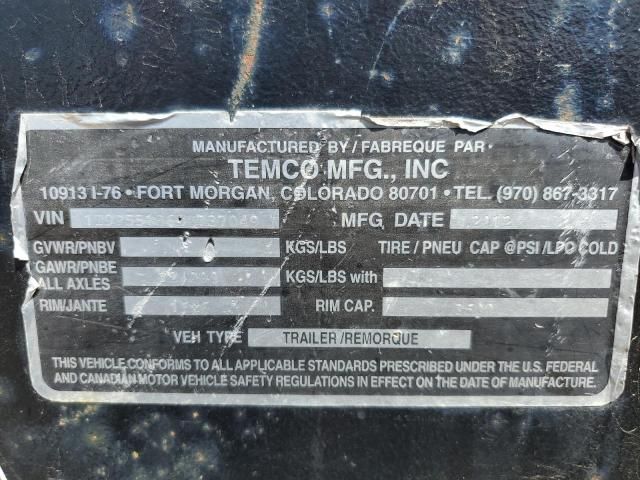 MANUFACTURED BY / FABREQUE PAR •
TEMCO MFG., INC
10913 I-76 • FORT MORGAN, COLORADO 80701 • TEL. (970) 867-3317
VIN MFG. DATE
GVWR/PNBV KGS/LBS TIRE / PNEU CAP @PSI /LPO COLD
GAWR/PNBE KGS/LBS with
ALL AXLES
RIM/JANTE RIM CAP.
VEH TYPE TRAILER /REMORQUE
THIS VEHICLE CONFORMS TO ALL APPLICABLE STANDARDS PRESCRIBED UNDER THE U.S. FEDERAL
AND CANADIAN MOTOR VEHICLE SAFETY REGULATIONS IN EFFECT ON THE DATE OF MANUFACTURE.